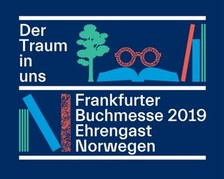 Der
Traum
in
uns
Frankfurter
Buchmesse 2019
Ehrengast
Norwegen